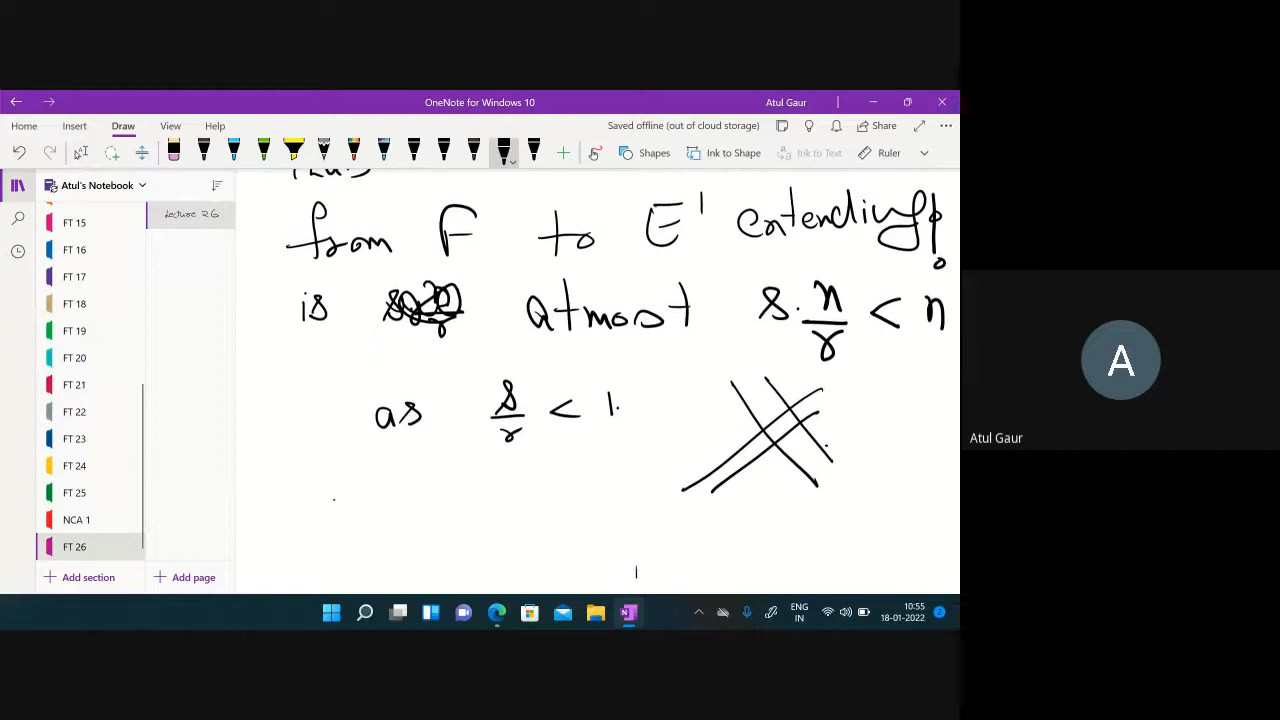 OneNote for Windows 10
Atul Gaur
Home Insert Draw View Help
Saved offline (out of cloud storage)
Share
Shapes
Ink to Shape
Ink to Text
Ruler
Atul's Notebook
Lecture 26
FT 15
FT 16
FT 17
FT 18
FT 19
FT 20
FT 21
FT 22
FT 23
FT 24
FT 25
NCA 1
FT 26
Add section
Add page
from F to E' extending
is atmost s. n/r < n
as s/r < 1.
A
Atul Gaur
ENG
IN
10:55
18-01-2022
2